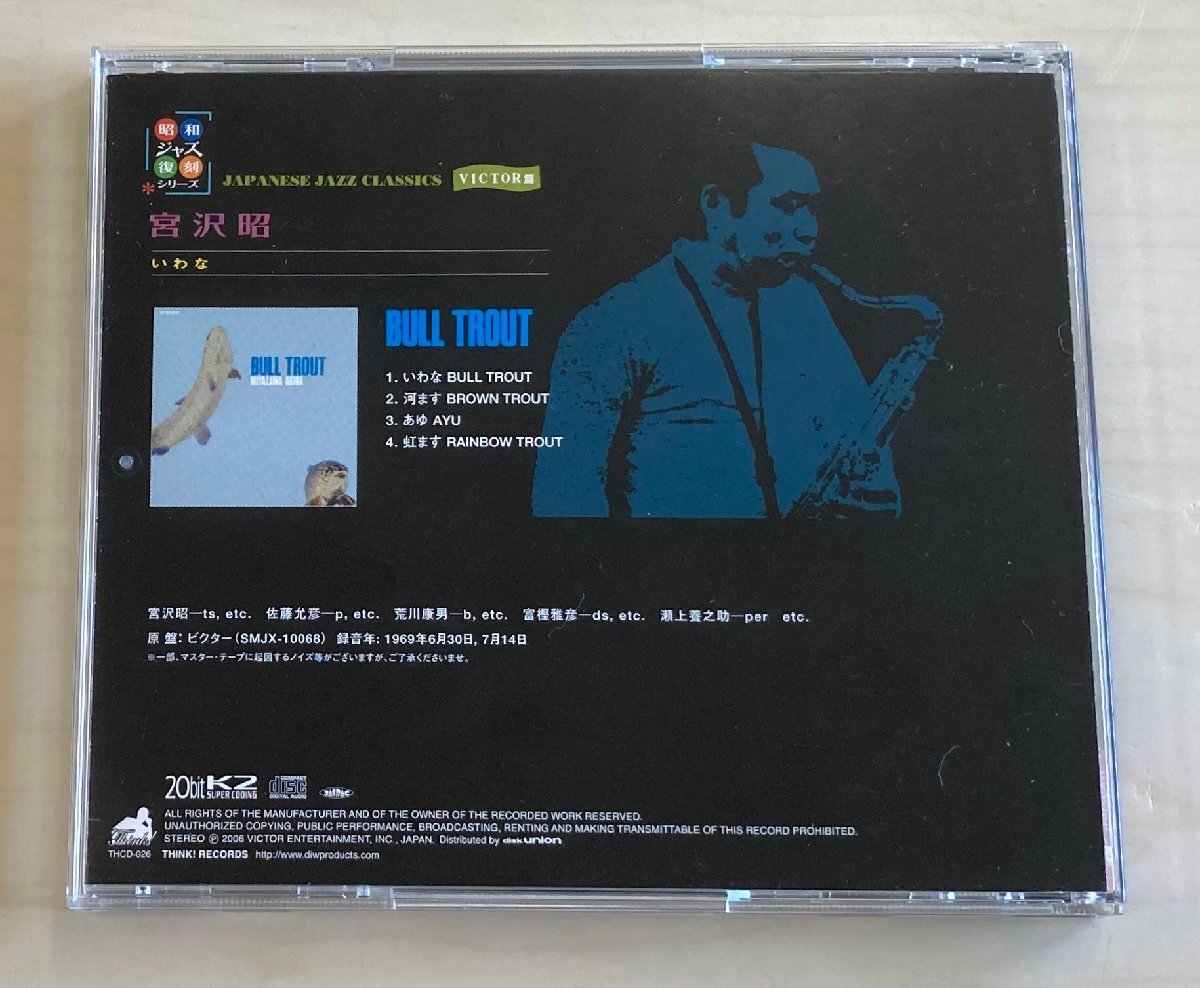 昭和
ジャズ
復刻
＊シリーズ
JAPANESE JAZZ CLASSICS VICTOR篇
宮沢昭
いわな
BULL TROUT
MIYAZAWA AKIRA
BULL TROUT
1. いわな BULL TROUT
2. 河ます BROWN TROUT
3. あゆ AYU
4. 虹ます RAINBOW TROUT
宮沢昭—ts, etc. 佐藤允彦—p, etc. 荒川康男—b, etc. 富樫雅彦—ds, etc. 瀬上養之助—per etc.
原 盤：ビクター（SMJX-10068） 録音年：1969年6月30日, 7月14日
※一部、マスター・テープに起因するノイズ等がございますが、ご了承くださいませ。
20bit K2 SUPER CODING COMPACT disc DIGITAL AUDIO
ALL RIGHTS OF THE MANUFACTURER AND OF THE OWNER OF THE RECORDED WORK RESERVED.
UNAUTHORIZED COPYING, PUBLIC PERFORMANCE, BROADCASTING, RENTING AND MAKING TRANSMITTABLE OF THIS RECORD PROHIBITED.
STEREO Ⓟ 2006 VICTOR ENTERTAINMENT, INC., JAPAN. Distributed by diskunion
Think!
THCD-026 THINK! RECORDS http://www.diwproducts.com